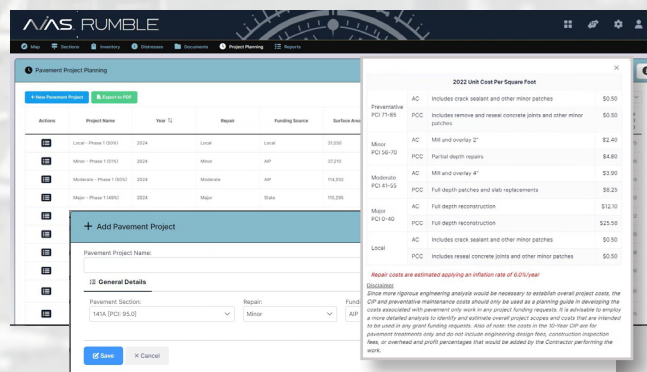 AVAS. RUMBLE
Map Sections Inventory Distresses Documents Project Planning Reports
Pavement Project Planning
+ New Pavement Project Export to PDF
Actions Project Name Year Repair Funding Source Surface Area
Local - Phase 1 (50%) 2024 Local Local
Minor - Phase 1 (51%) 2024 Minor AIP
Moderate - Phase 1 (50%) 2024 Moderate AIP
Major - Phase 1 (49%) 2024 Major State
+ Add Pavement Project
Pavement Project Name:
General Details
Pavement Section: Repair:
141A [PCI: 95.0] Minor AIP
Save × Cancel
×
2022 Unit Cost Per Square Foot
Preventative PCI 71-85
AC Includes crack sealant and other minor patches $0.50
PCC Includes remove and reseal concrete joints and other minor patches $0.50
Minor PCI 56-70
AC Mill and overlay 2" $2.40
PCC Partial depth repairs $4.80
Moderate PCI 41-55
AC Mill and overlay 4" $3.90
PCC Full depth patches and slab replacements $8.25
Major PCI 0-40
AC Full depth reconstruction $12.10
PCC Full depth reconstruction $25.58
Local
AC Includes crack sealant and other minor patches $0.50
PCC Includes reseal concrete joints and other minor patches $0.50
Repair costs are estimated applying an inflation rate of 6.0%/year
Disclaimer
Since more rigorous engineering analysis would be necessary to establish overall project costs, the
CIP and preventative maintenance costs should only be used as a planning guide in developing the
costs associated with pavement only work in any project funding requests. It is advisable to employ
a more detailed analysis to identify and estimate overall project scopes and costs that are intended
to be used in any grant funding requests. Also of note: the costs in the 10-Year CIP are for
pavement treatments only and do not include engineering design fees, construction inspection
fees, or overhead and profit percentages that would be added by the Contractor performing the
work.